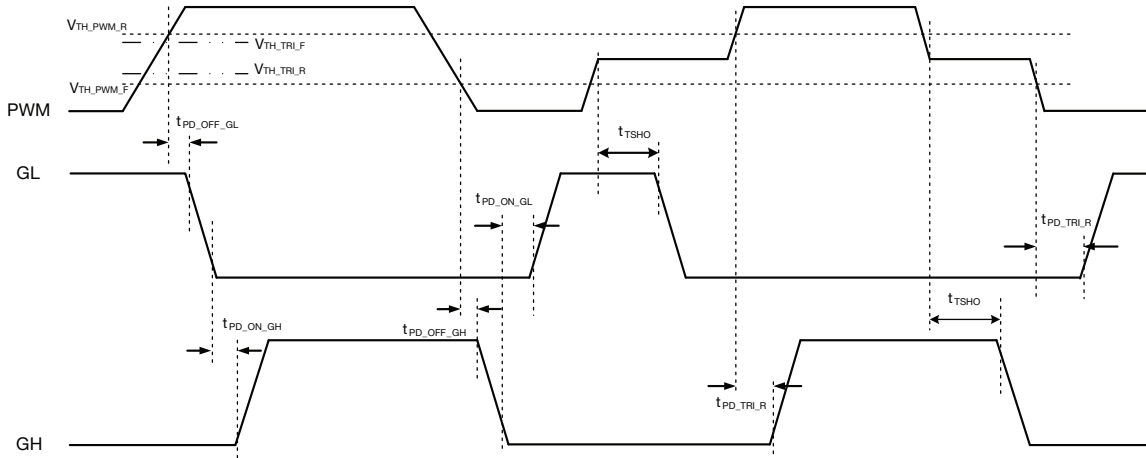 VTH_PWM_R
VTH_TRI_F
VTH_TRI_R
VTH_PWM_F
PWM
tPD_OFF_GL
tTSHO
GL
tPD_ON_GL
tPD_TRI_R
tTSHO
tPD_ON_GH
tPD_OFF_GH
tPD_TRI_R
GH